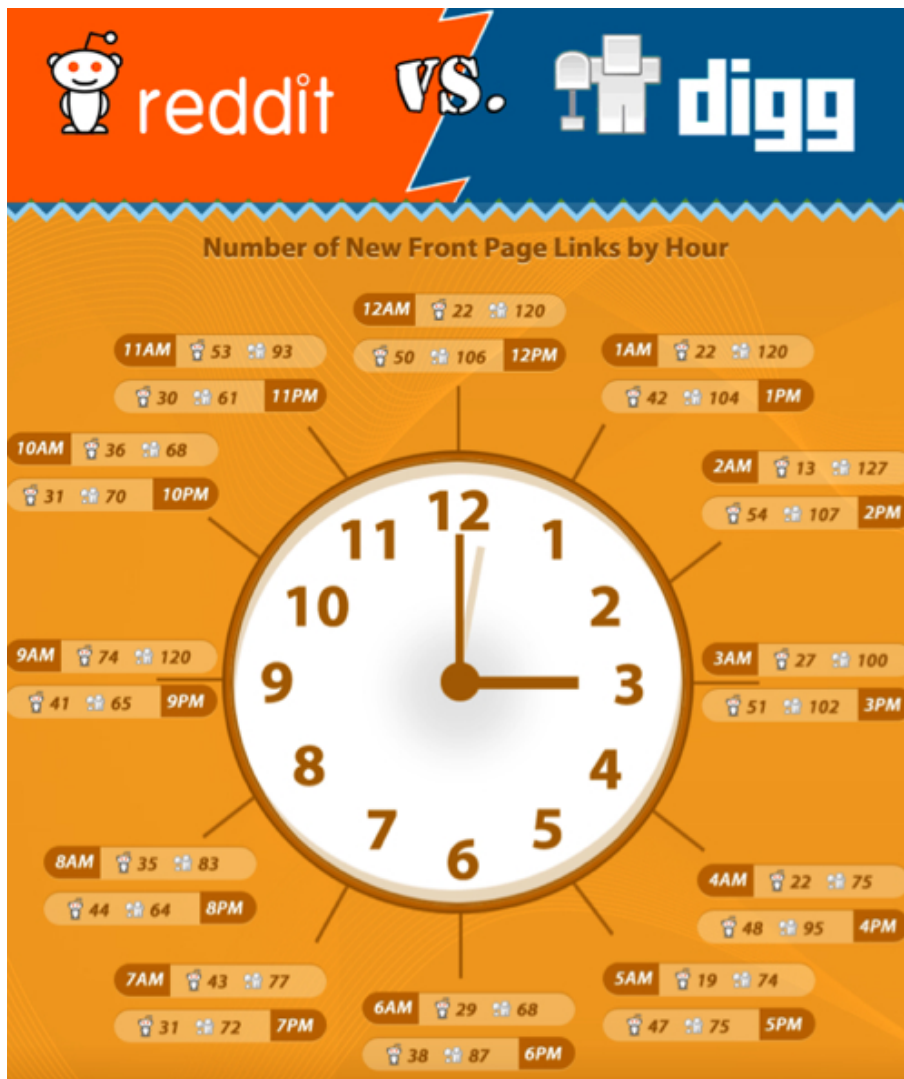 reddit VS. digg
Number of New Front Page Links by Hour
12AM 22 120
50 106 12PM
11AM 53 93
30 61 11PM
1AM 22 120
42 104 1PM
10AM 36 68
31 70 10PM
2AM 13 127
54 107 2PM
9AM 74 120
41 65 9PM
3AM 27 100
51 102 3PM
8AM 35 83
44 64 8PM
4AM 22 75
48 95 4PM
7AM 43 77
31 72 7PM
5AM 19 74
47 75 5PM
6AM 29 68
38 87 6PM
12
1
2
3
4
5
6
7
8
9
10
11